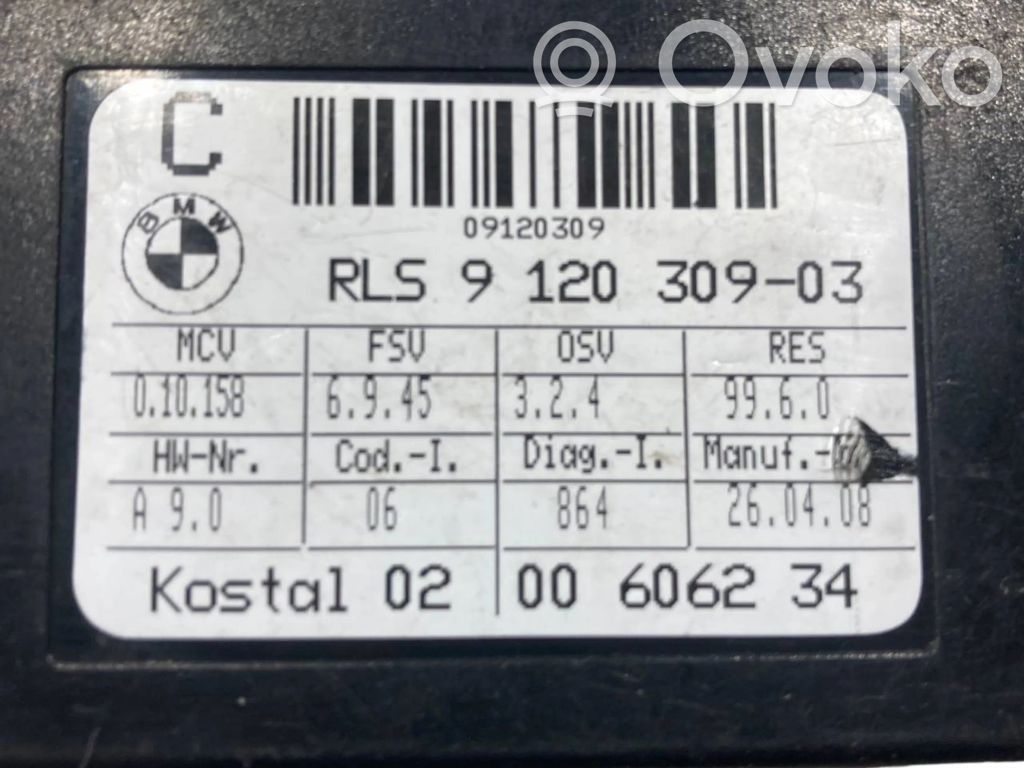 Ovoko
C
09120309
BMW
RLS 9 120 309-03
MCV FSV OSV RES
0.10.158 6.9.45 3.2.4 99.6.0
HW-Nr. Cod.-I. Diag.-I. Manuf.-
A 9.0 06 864 26.04.08
Kostal 02 00 6062 34